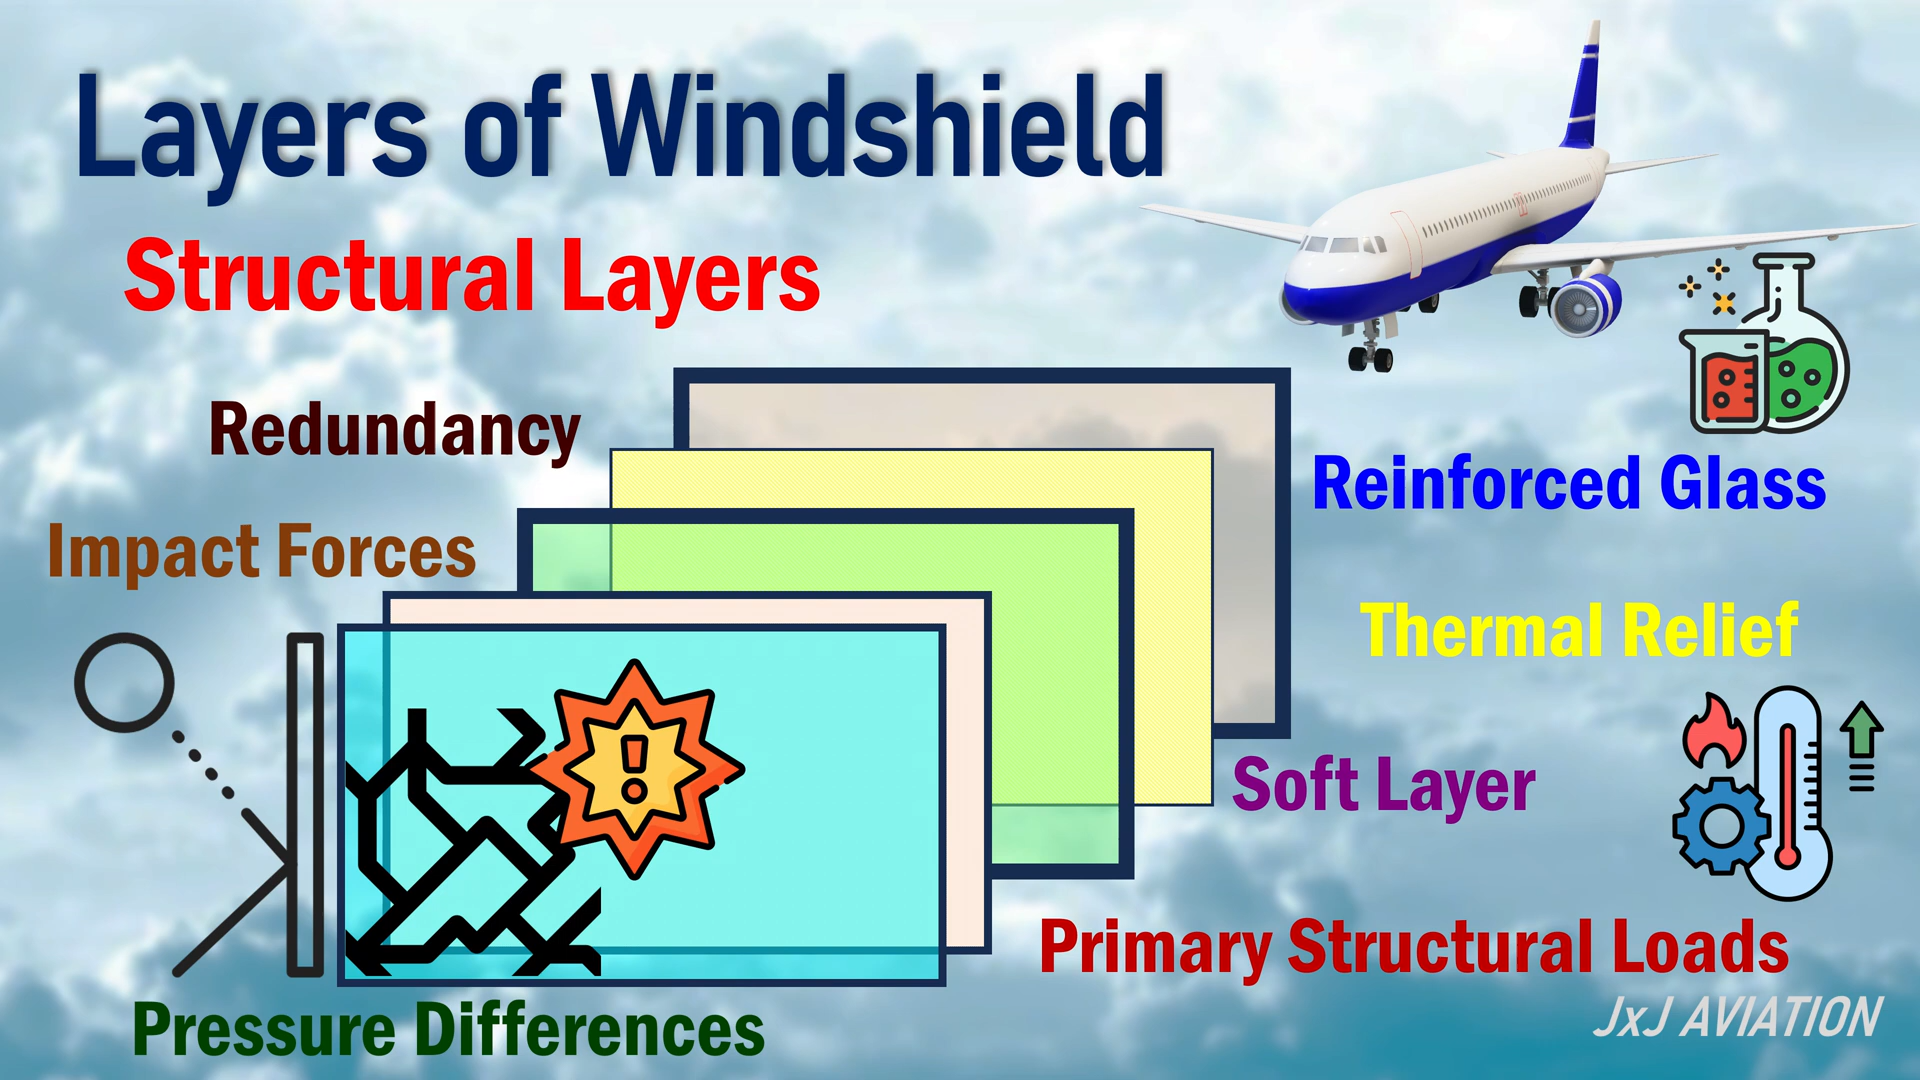 Layers of Windshield
Structural Layers
Redundancy
Reinforced Glass
Impact Forces
Thermal Relief
!
Soft Layer
Primary Structural Loads
JxJ AVIATION
Pressure Differences